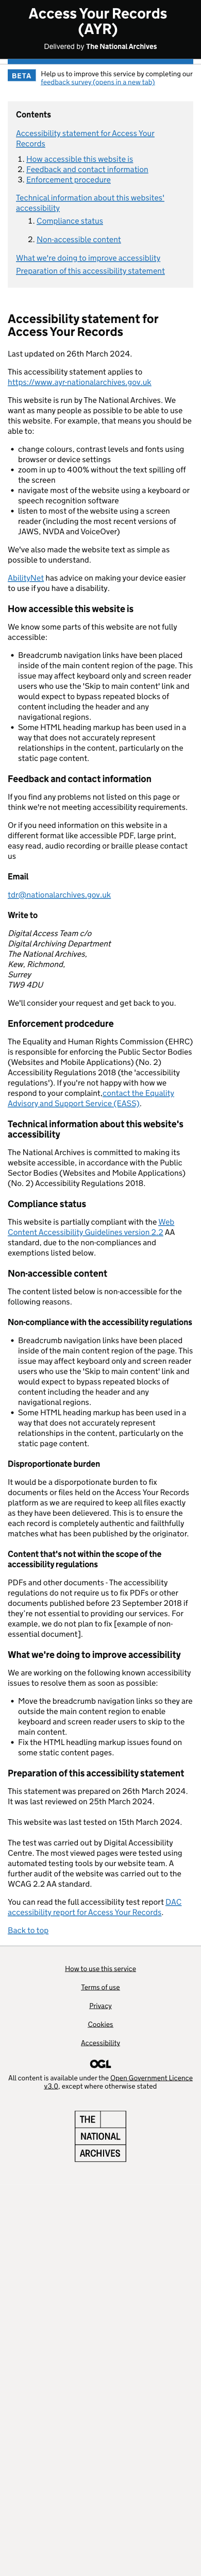 Access Your Records
(AYR)
Delivered by The National Archives
BETA
Help us to improve this service by completing our
feedback survey (opens in a new tab)
Contents
Accessibility statement for Access Your
Records
1. How accessible this website is
2. Feedback and contact information
3. Enforcement procedure
Technical information about this websites'
accessibility
1. Compliance status
2. Non-accessible content
What we're doing to improve accessiblity
Preparation of this accessibility statement
Accessibility statement for
Access Your Records
Last updated on 26th March 2024.
This accessibility statement applies to
https://www.ayr-nationalarchives.gov.uk
This website is run by The National Archives. We
want as many people as possible to be able to use
this website. For example, that means you should be
able to:
• change colours, contrast levels and fonts using
browser or device settings
• zoom in up to 400% without the text spilling off
the screen
• navigate most of the website using a keyboard or
speech recognition software
• listen to most of the website using a screen
reader (including the most recent versions of
JAWS, NVDA and VoiceOver)
We've also made the website text as simple as
possible to understand.
AbilityNet has advice on making your device easier
to use if you have a disability.
How accessible this website is
We know some parts of this website are not fully
accessible:
• Breadcrumb navigation links have been placed
inside of the main content region of the page. This
issue may affect keyboard only and screen reader
users who use the 'Skip to main content' link and
would expect to bypass repeated blocks of
content including the header and any
navigational regions.
• Some HTML heading markup has been used in a
way that does not accurately represent
relationships in the content, particularly on the
static page content.
Feedback and contact information
If you find any problems not listed on this page or
think we're not meeting accessibility requirements.
Or if you need information on this website in a
different format like accessible PDF, large print,
easy read, audio recording or braille please contact
us
Email
tdr@nationalarchives.gov.uk
Write to
Digital Access Team c/o
Digital Archiving Department
The National Archives,
Kew, Richmond,
Surrey
TW9 4DU
We'll consider your request and get back to you.
Enforcement prodcedure
The Equality and Human Rights Commission (EHRC)
is responsible for enforcing the Public Sector Bodies
(Websites and Mobile Applications) (No. 2)
Accessibility Regulations 2018 (the 'accessibility
regulations'). If you're not happy with how we
respond to your complaint,contact the Equality
Advisory and Support Service (EASS).
Technical information about this website's
accessibility
The National Archives is committed to making its
website accessible, in accordance with the Public
Sector Bodies (Websites and Mobile Applications)
(No. 2) Accessibility Regulations 2018.
Compliance status
This website is partially compliant with the Web
Content Accessibility Guidelines version 2.2 AA
standard, due to the non-compliances and
exemptions listed below.
Non-accessible content
The content listed below is non-accessible for the
following reasons.
Non-compliance with the accessibility regulations
• Breadcrumb navigation links have been placed
inside of the main content region of the page. This
issue may affect keyboard only and screen reader
users who use the 'Skip to main content' link and
would expect to bypass repeated blocks of
content including the header and any
navigational regions.
• Some HTML heading markup has been used in a
way that does not accurately represent
relationships in the content, particularly on the
static page content.
Disproportionate burden
It would be a disporpotionate burden to fix
documents or files held on the Access Your Records
platform as we are required to keep all files exactly
as they have been delievered. This is to ensure the
each record is completely authentic and faithfully
matches what has been published by the originator.
Content that's not within the scope of the
accessibility regulations
PDFs and other documents - The accessibility
regulations do not require us to fix PDFs or other
documents published before 23 September 2018 if
they're not essential to providing our services. For
example, we do not plan to fix [example of non-
essential document].
What we're doing to improve accessibility
We are working on the following known accessibility
issues to resolve them as soon as possible:
• Move the breadcrumb navigation links so they are
outside the main content region to enable
keyboard and screen reader users to skip to the
main content.
• Fix the HTML headling markup issues found on
some static content pages.
Preparation of this accessibility statement
This statement was prepared on 26th March 2024.
It was last reviewed on 25th March 2024.
This website was last tested on 15th March 2024.
The test was carried out by Digital Accessibility
Centre. The most viewed pages were tested using
automated testing tools by our website team. A
further audit of the website was carried out to the
WCAG 2.2 AA standard.
You can read the full accessibility test report DAC
accessibility report for Access Your Records.
Back to top
How to use this service
Terms of use
Privacy
Cookies
Accessibility
OGL
All content is available under the Open Government Licence
v3.0, except where otherwise stated
THE
NATIONAL
ARCHIVES